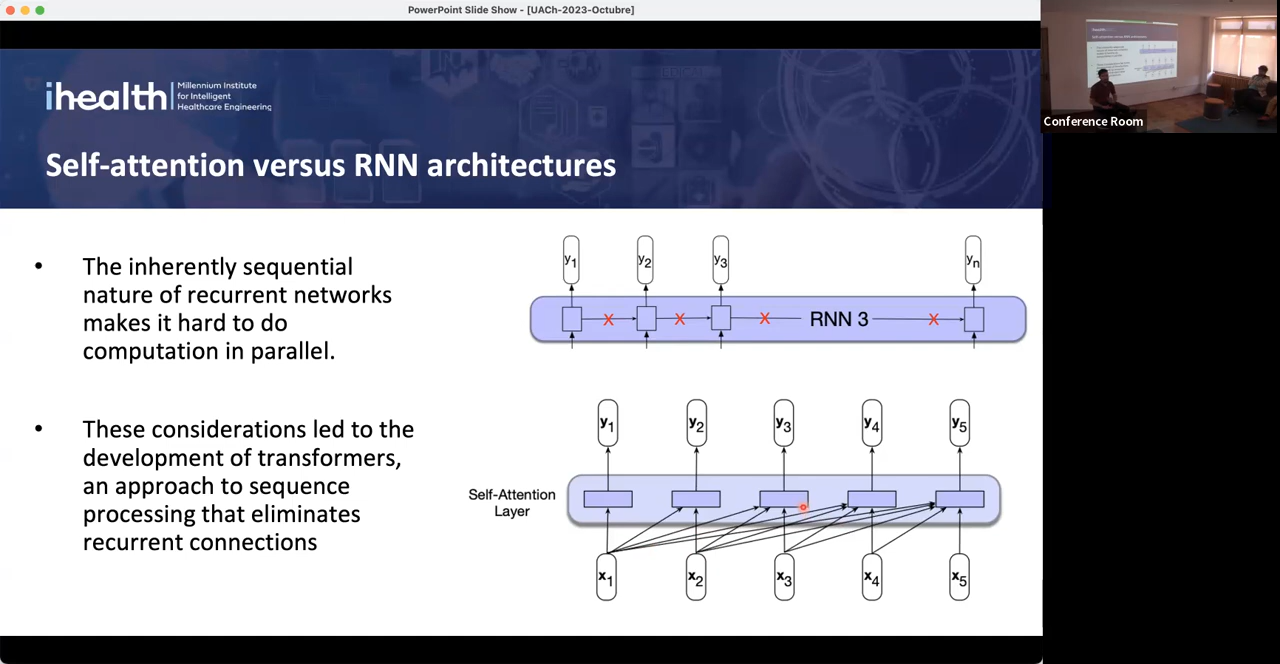 PowerPoint Slide Show - [UACh-2023-Octubre]
ihealth
Millennium Institute
for Intelligent
Healthcare Engineering
Self-attention versus RNN architectures
• The inherently sequential
nature of recurrent networks
makes it hard to do
computation in parallel.
• These considerations led to the
development of transformers,
an approach to sequence
processing that eliminates
recurrent connections
y1 y2 y3 yn
X X X RNN 3 X
y1 y2 y3 y4 y5
Self-Attention
Layer
x1 x2 x3 x4 x5
Conference Room